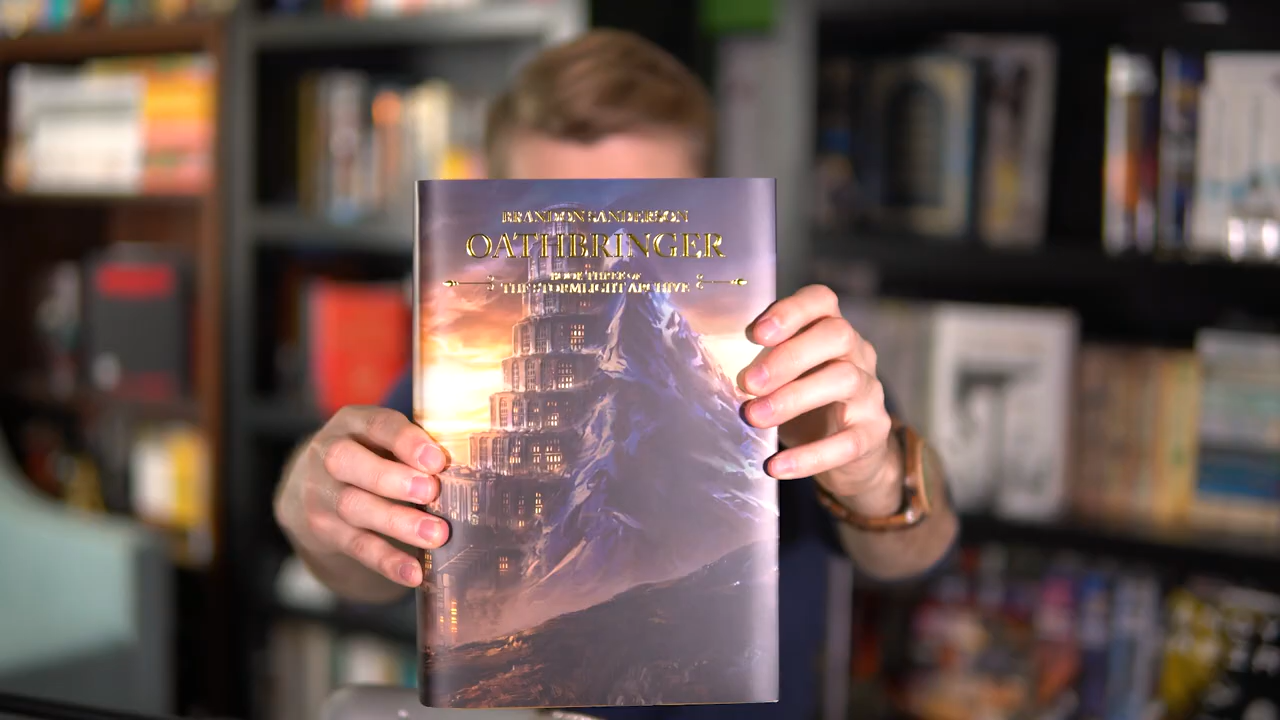 BRANDON SANDERSON
OATHBRINGER
BOOK THREE OF
THE STORMLIGHT ARCHIVE